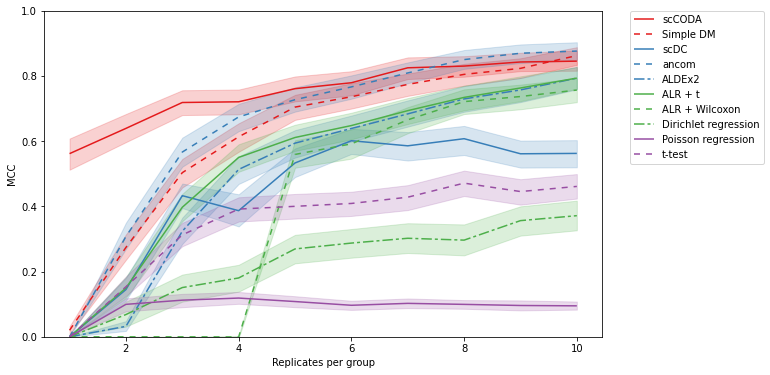 1.0
0.8
0.6
0.4
0.2
0.0
MCC
2
4
6
8
10
Replicates per group
scCODA
Simple DM
scDC
ancom
ALDEx2
ALR + t
ALR + Wilcoxon
Dirichlet regression
Poisson regression
t-test